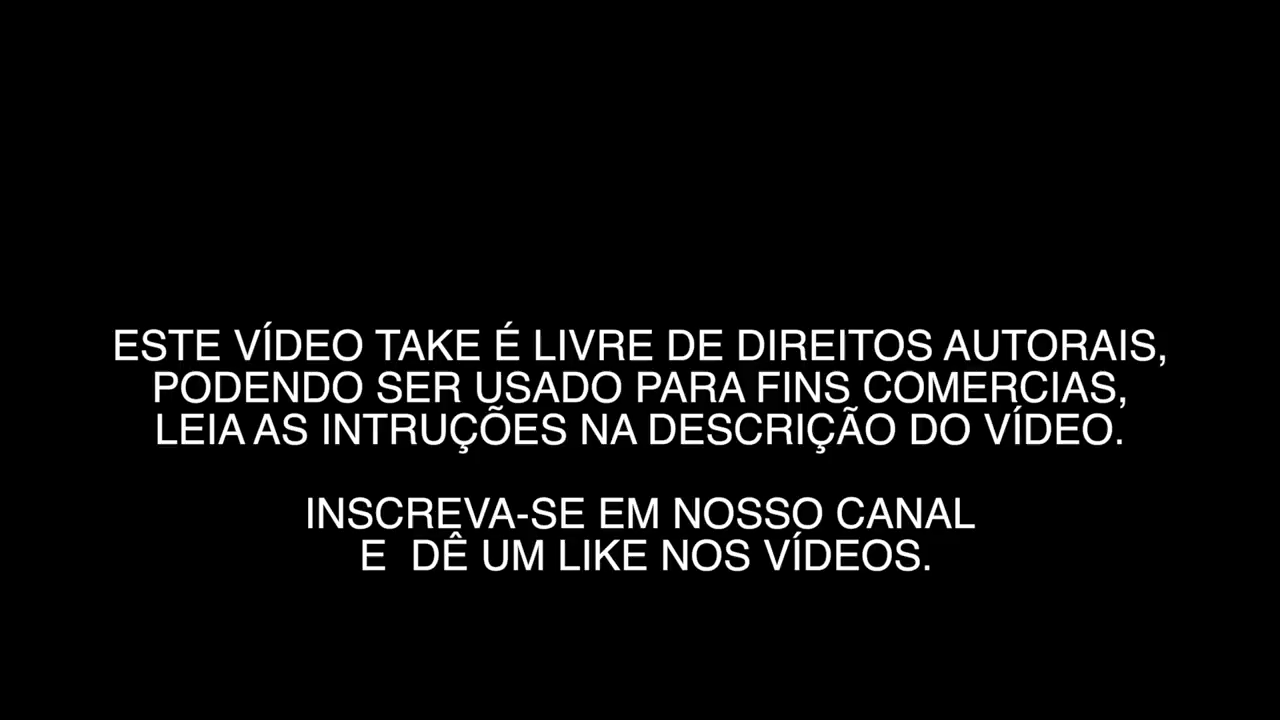 ESTE VÍDEO TAKE É LIVRE DE DIREITOS AUTORAIS,
PODENDO SER USADO PARA FINS COMERCIAS,
LEIA AS INTRUÇÕES NA DESCRIÇÃO DO VÍDEO.
INSCREVA-SE EM NOSSO CANAL
E  DÊ UM LIKE NOS VÍDEOS.